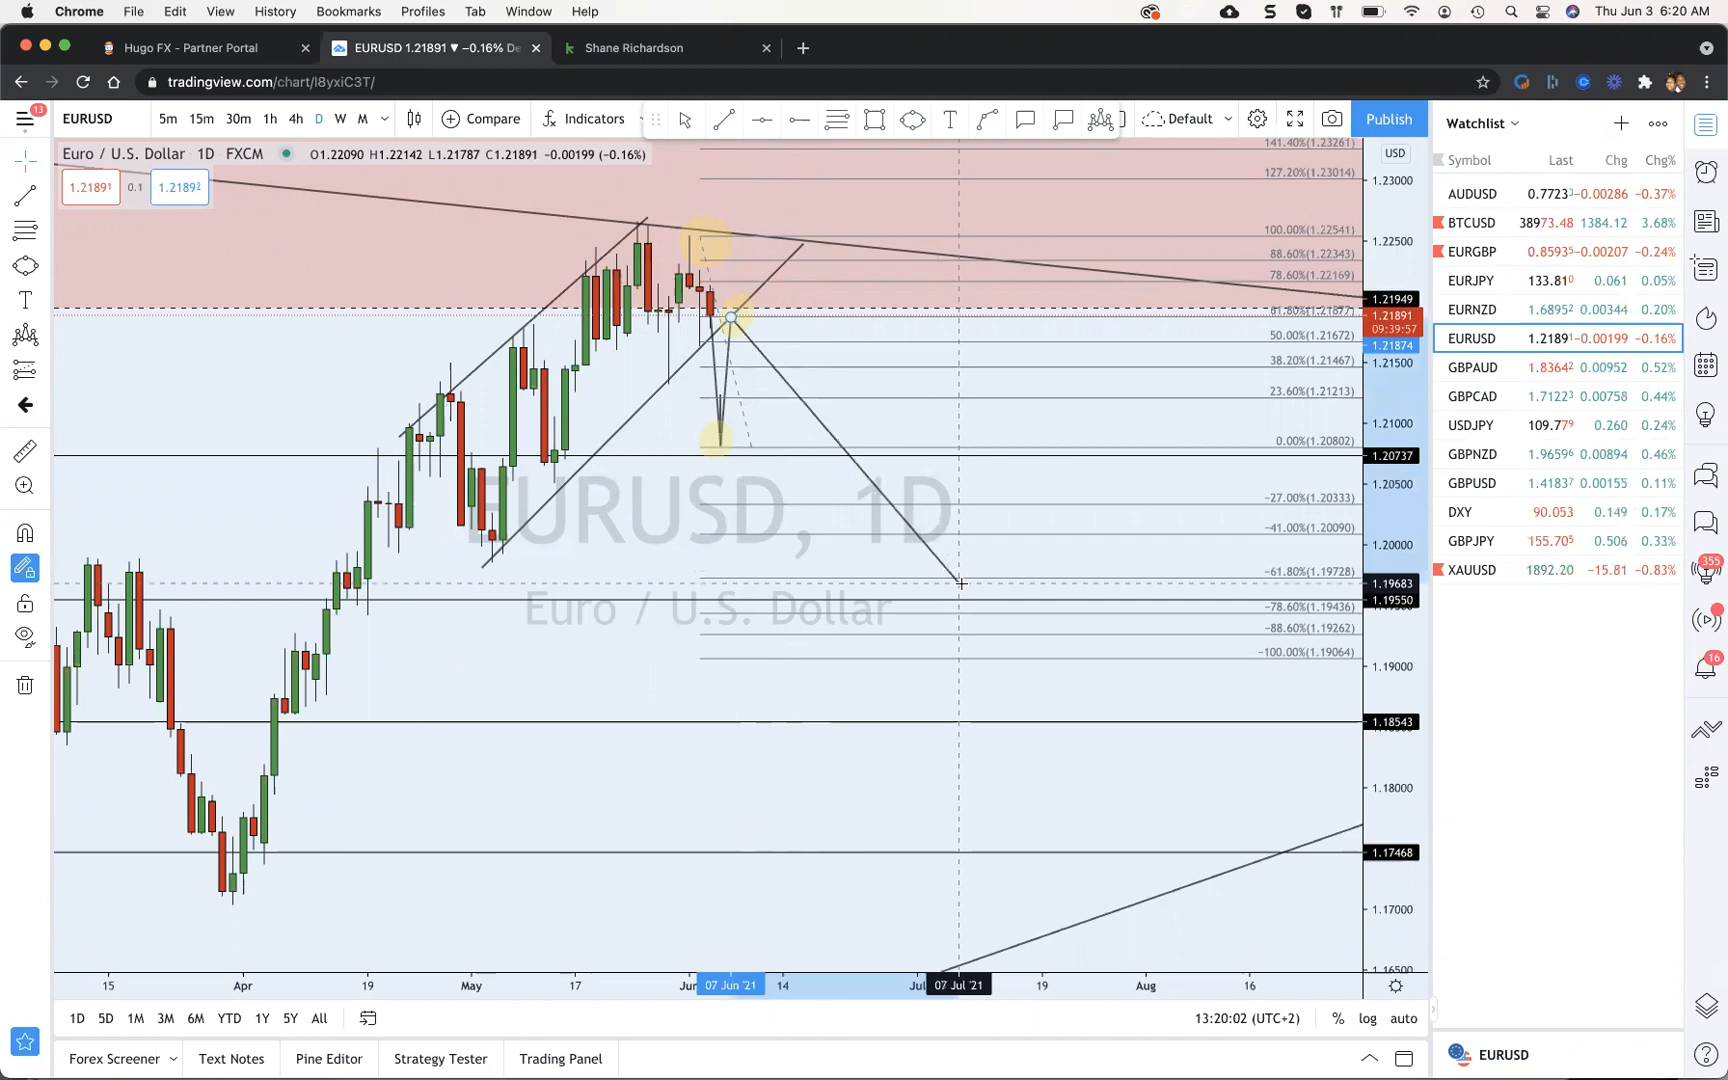 Chrome File Edit View History Bookmarks Profiles Tab Window Help Thu Jun 3 6:20 AM
Hugo FX - Partner Portal EURUSD 1.21891 ▼ −0.16% De Shane Richardson
tradingview.com/chart/l8yxiC3T/
13 EURUSD 5m 15m 30m 1h 4h D W M Compare Indicators Default Publish Watchlist
Euro / U.S. Dollar · 1D · FXCM O1.22090 H1.22142 L1.21787 C1.21891 −0.00199 (−0.16%)
1.21891 0.1 1.21892
USD
141.40%(1.23261)
127.20%(1.23014)
100.00%(1.22541)
88.60%(1.22343)
78.60%(1.22169)
61.80%(1.21877)
50.00%(1.21672)
38.20%(1.21467)
23.60%(1.21213)
0.00%(1.20802)
−27.00%(1.20333)
−41.00%(1.20090)
−61.80%(1.19728)
−78.60%(1.19436)
−88.60%(1.19262)
−100.00%(1.19064)
EURUSD, 1D
Euro / U.S. Dollar
1.23000
1.22500
1.21949
1.21891
09:39:57
1.21874
1.21500
1.21000
1.20737
1.20500
1.20000
1.19683
1.19550
1.19000
1.18543
1.18000
1.17468
1.17000
1.16500
15 Apr 19 May 17 Jun 07 Jun '21 14 Jul 07 Jul '21 19 Aug 16
1D 5D 1M 3M 6M YTD 1Y 5Y All 13:20:02 (UTC+2) % log auto
Forex Screener Text Notes Pine Editor Strategy Tester Trading Panel
Symbol Last Chg Chg%
AUDUSD 0.7723³ −0.00286 −0.37%
BTCUSD 38973.48 1384.12 3.68%
EURGBP 0.8593⁵ −0.00207 −0.24%
EURJPY 133.81⁰ 0.061 0.05%
EURNZD 1.6895² 0.00344 0.20%
EURUSD 1.2189¹ −0.00199 −0.16%
GBPAUD 1.8364² 0.00952 0.52%
GBPCAD 1.7122³ 0.00758 0.44%
USDJPY 109.77⁹ 0.260 0.24%
GBPNZD 1.9659⁶ 0.00894 0.46%
GBPUSD 1.4183⁷ 0.00155 0.11%
DXY 90.053 0.149 0.17%
GBPJPY 155.70⁵ 0.506 0.33%
XAUUSD 1892.20 −15.81 −0.83%
355
16
EURUSD